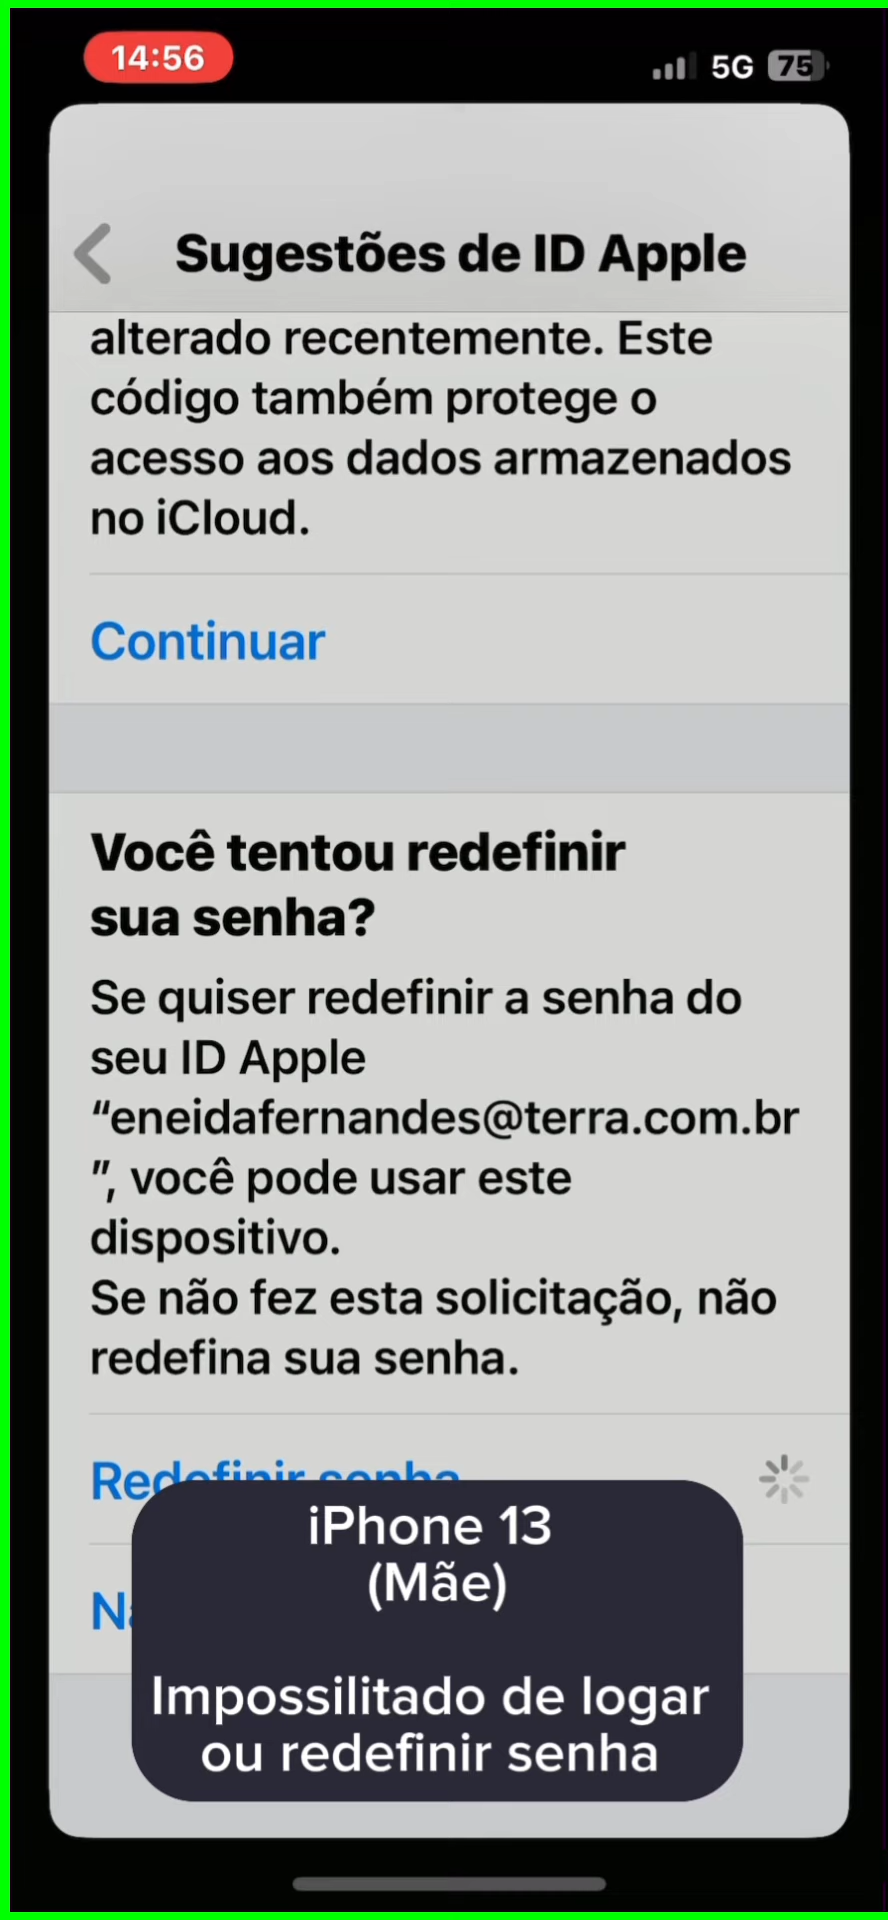 14:56
5G 75
Sugestões de ID Apple
alterado recentemente. Este
código também protege o
acesso aos dados armazenados
no iCloud.
Continuar
Você tentou redefinir
sua senha?
Se quiser redefinir a senha do
seu ID Apple
“eneidafernandes@terra.com.br
”, você pode usar este
dispositivo.
Se não fez esta solicitação, não
redefina sua senha.
Redefinir senha
iPhone 13
(Mãe)
Impossilitado de logar
ou redefinir senha